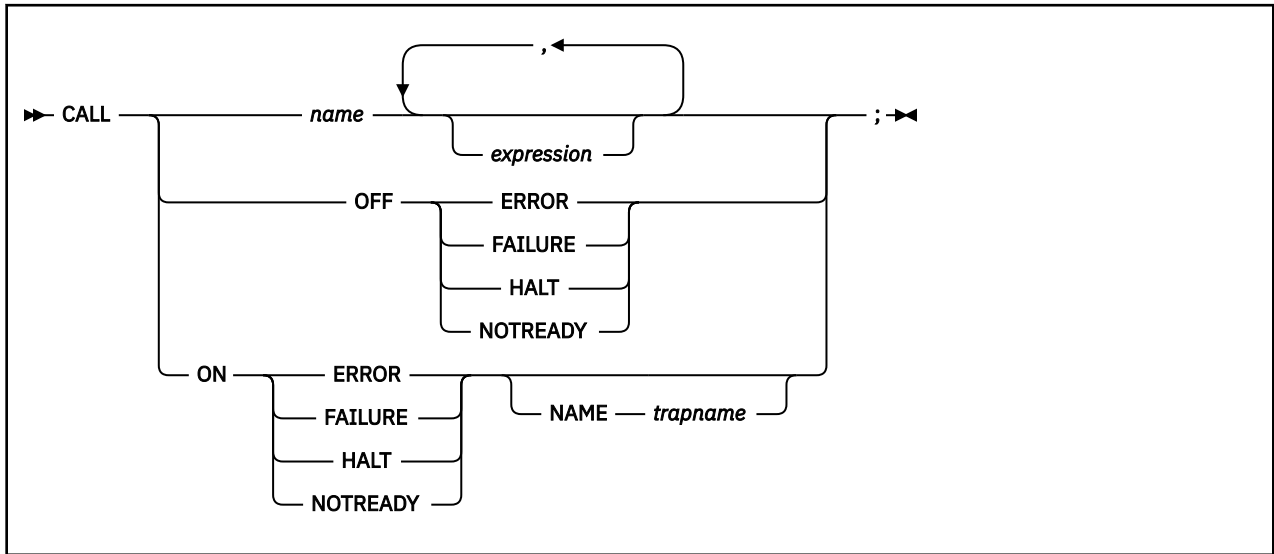 ,
CALL name ;
expression
OFF ERROR
FAILURE
HALT
NOTREADY
ON ERROR
FAILURE NAME trapname
HALT
NOTREADY